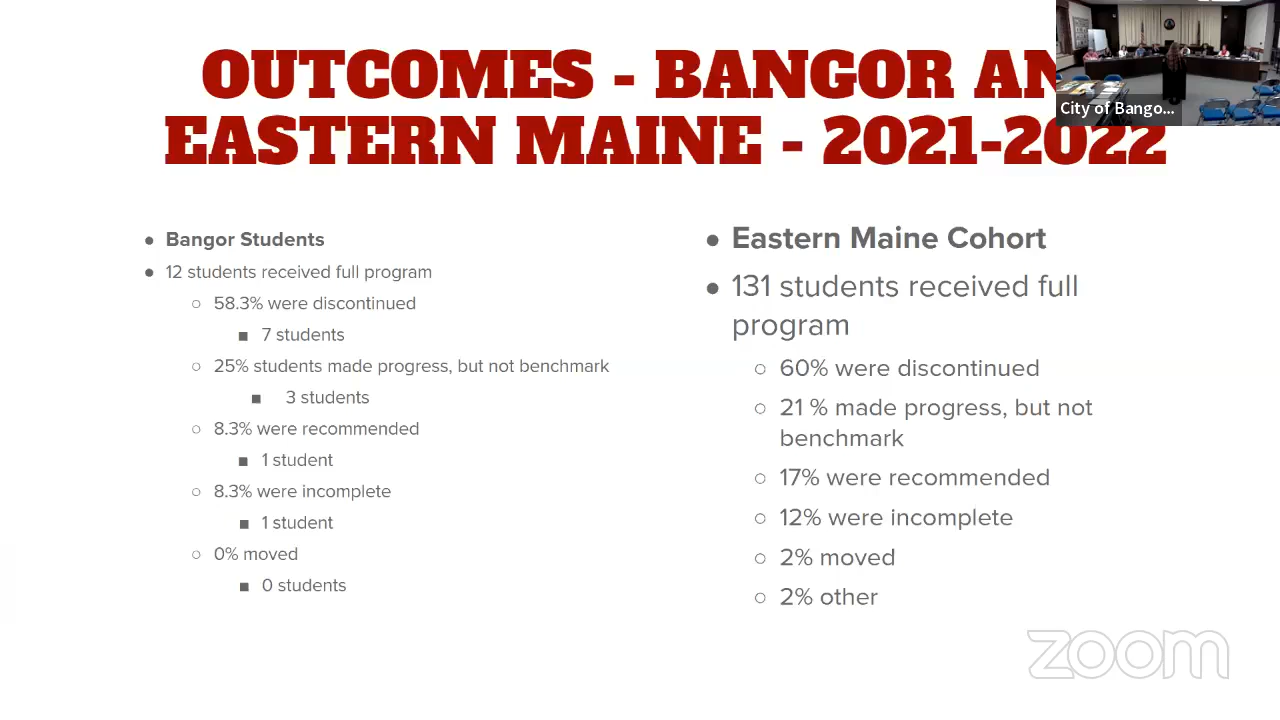 OUTCOMES - BANGOR AN
EASTERN MAINE - 2021-2022
City of Bango...
● Bangor Students
● 12 students received full program
○ 58.3% were discontinued
■ 7 students
○ 25% students made progress, but not benchmark
■ 3 students
○ 8.3% were recommended
■ 1 student
○ 8.3% were incomplete
■ 1 student
○ 0% moved
■ 0 students
● Eastern Maine Cohort
● 131 students received full
program
○ 60% were discontinued
○ 21 % made progress, but not
benchmark
○ 17% were recommended
○ 12% were incomplete
○ 2% moved
○ 2% other
zoom